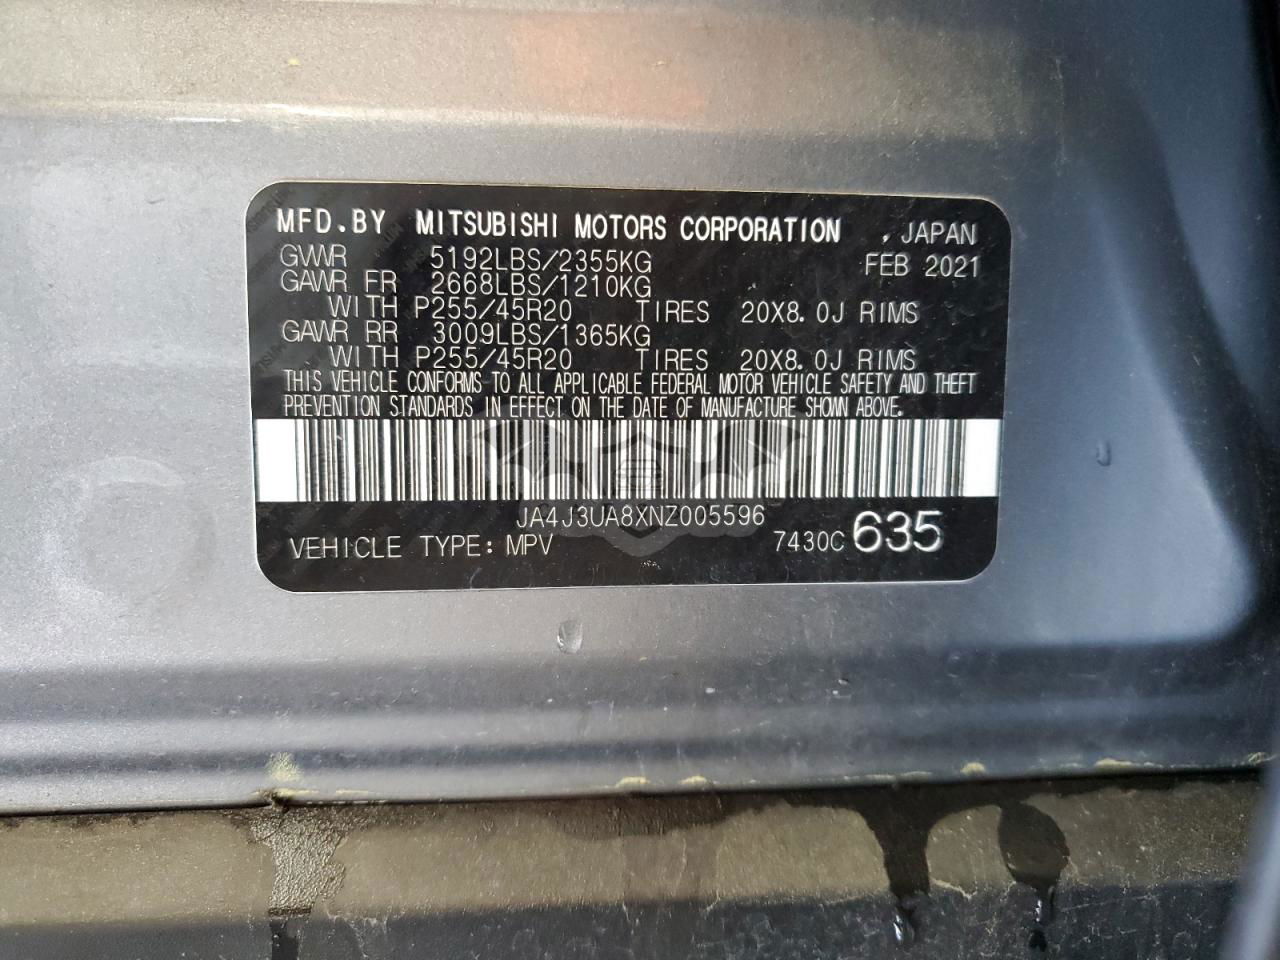 MFD.BY MITSUBISHI MOTORS CORPORATION , JAPAN
GVWR 5192LBS/2355KG FEB 2021
GAWR FR 2668LBS/1210KG
WITH P255/45R20 TIRES 20X8.0J RIMS
GAWR RR 3009LBS/1365KG
WITH P255/45R20 TIRES 20X8.0J RIMS
THIS VEHICLE CONFORMS TO ALL APPLICABLE FEDERAL MOTOR VEHICLE SAFETY AND THEFT
PREVENTION STANDARDS IN EFFECT ON THE DATE OF MANUFACTURE SHOWN ABOVE.
JA4J3UA8XNZ005596
VEHICLE TYPE: MPV 7430C 635